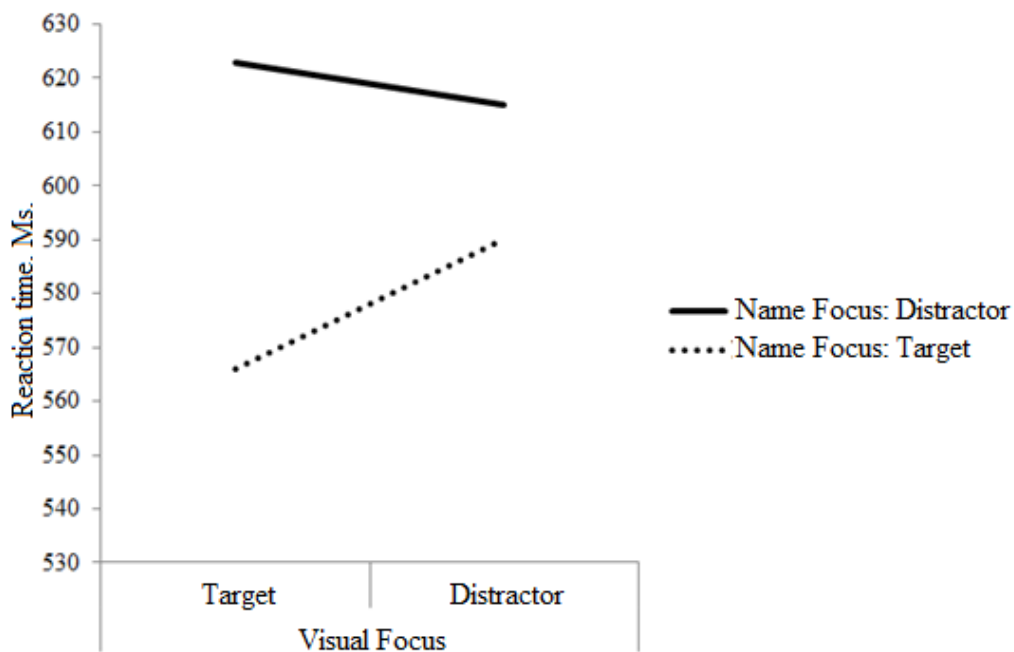 630
620
610
600
590
580
570
560
550
540
530
Reaction time. Ms.
Target
Distractor
Visual Focus
Name Focus: Distractor
Name Focus: Target